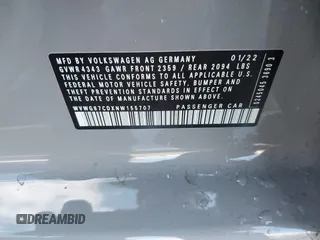 MFD BY VOLKSWAGEN AG GERMANY 01/22
GVWR 4343 GAWR FRONT 2359 / REAR 2094 LBS
THIS VEHICLE CONFORMS TO ALL APPLICABLE U.S.
FEDERAL MOTOR VEHICLE SAFETY, BUMPER AND
THEFT PREVENTION STANDARDS IN EFFECT ON
THE DATE OF MANUFACTURE SHOWN ABOVE.
PASSENGER CAR
DREAMBID